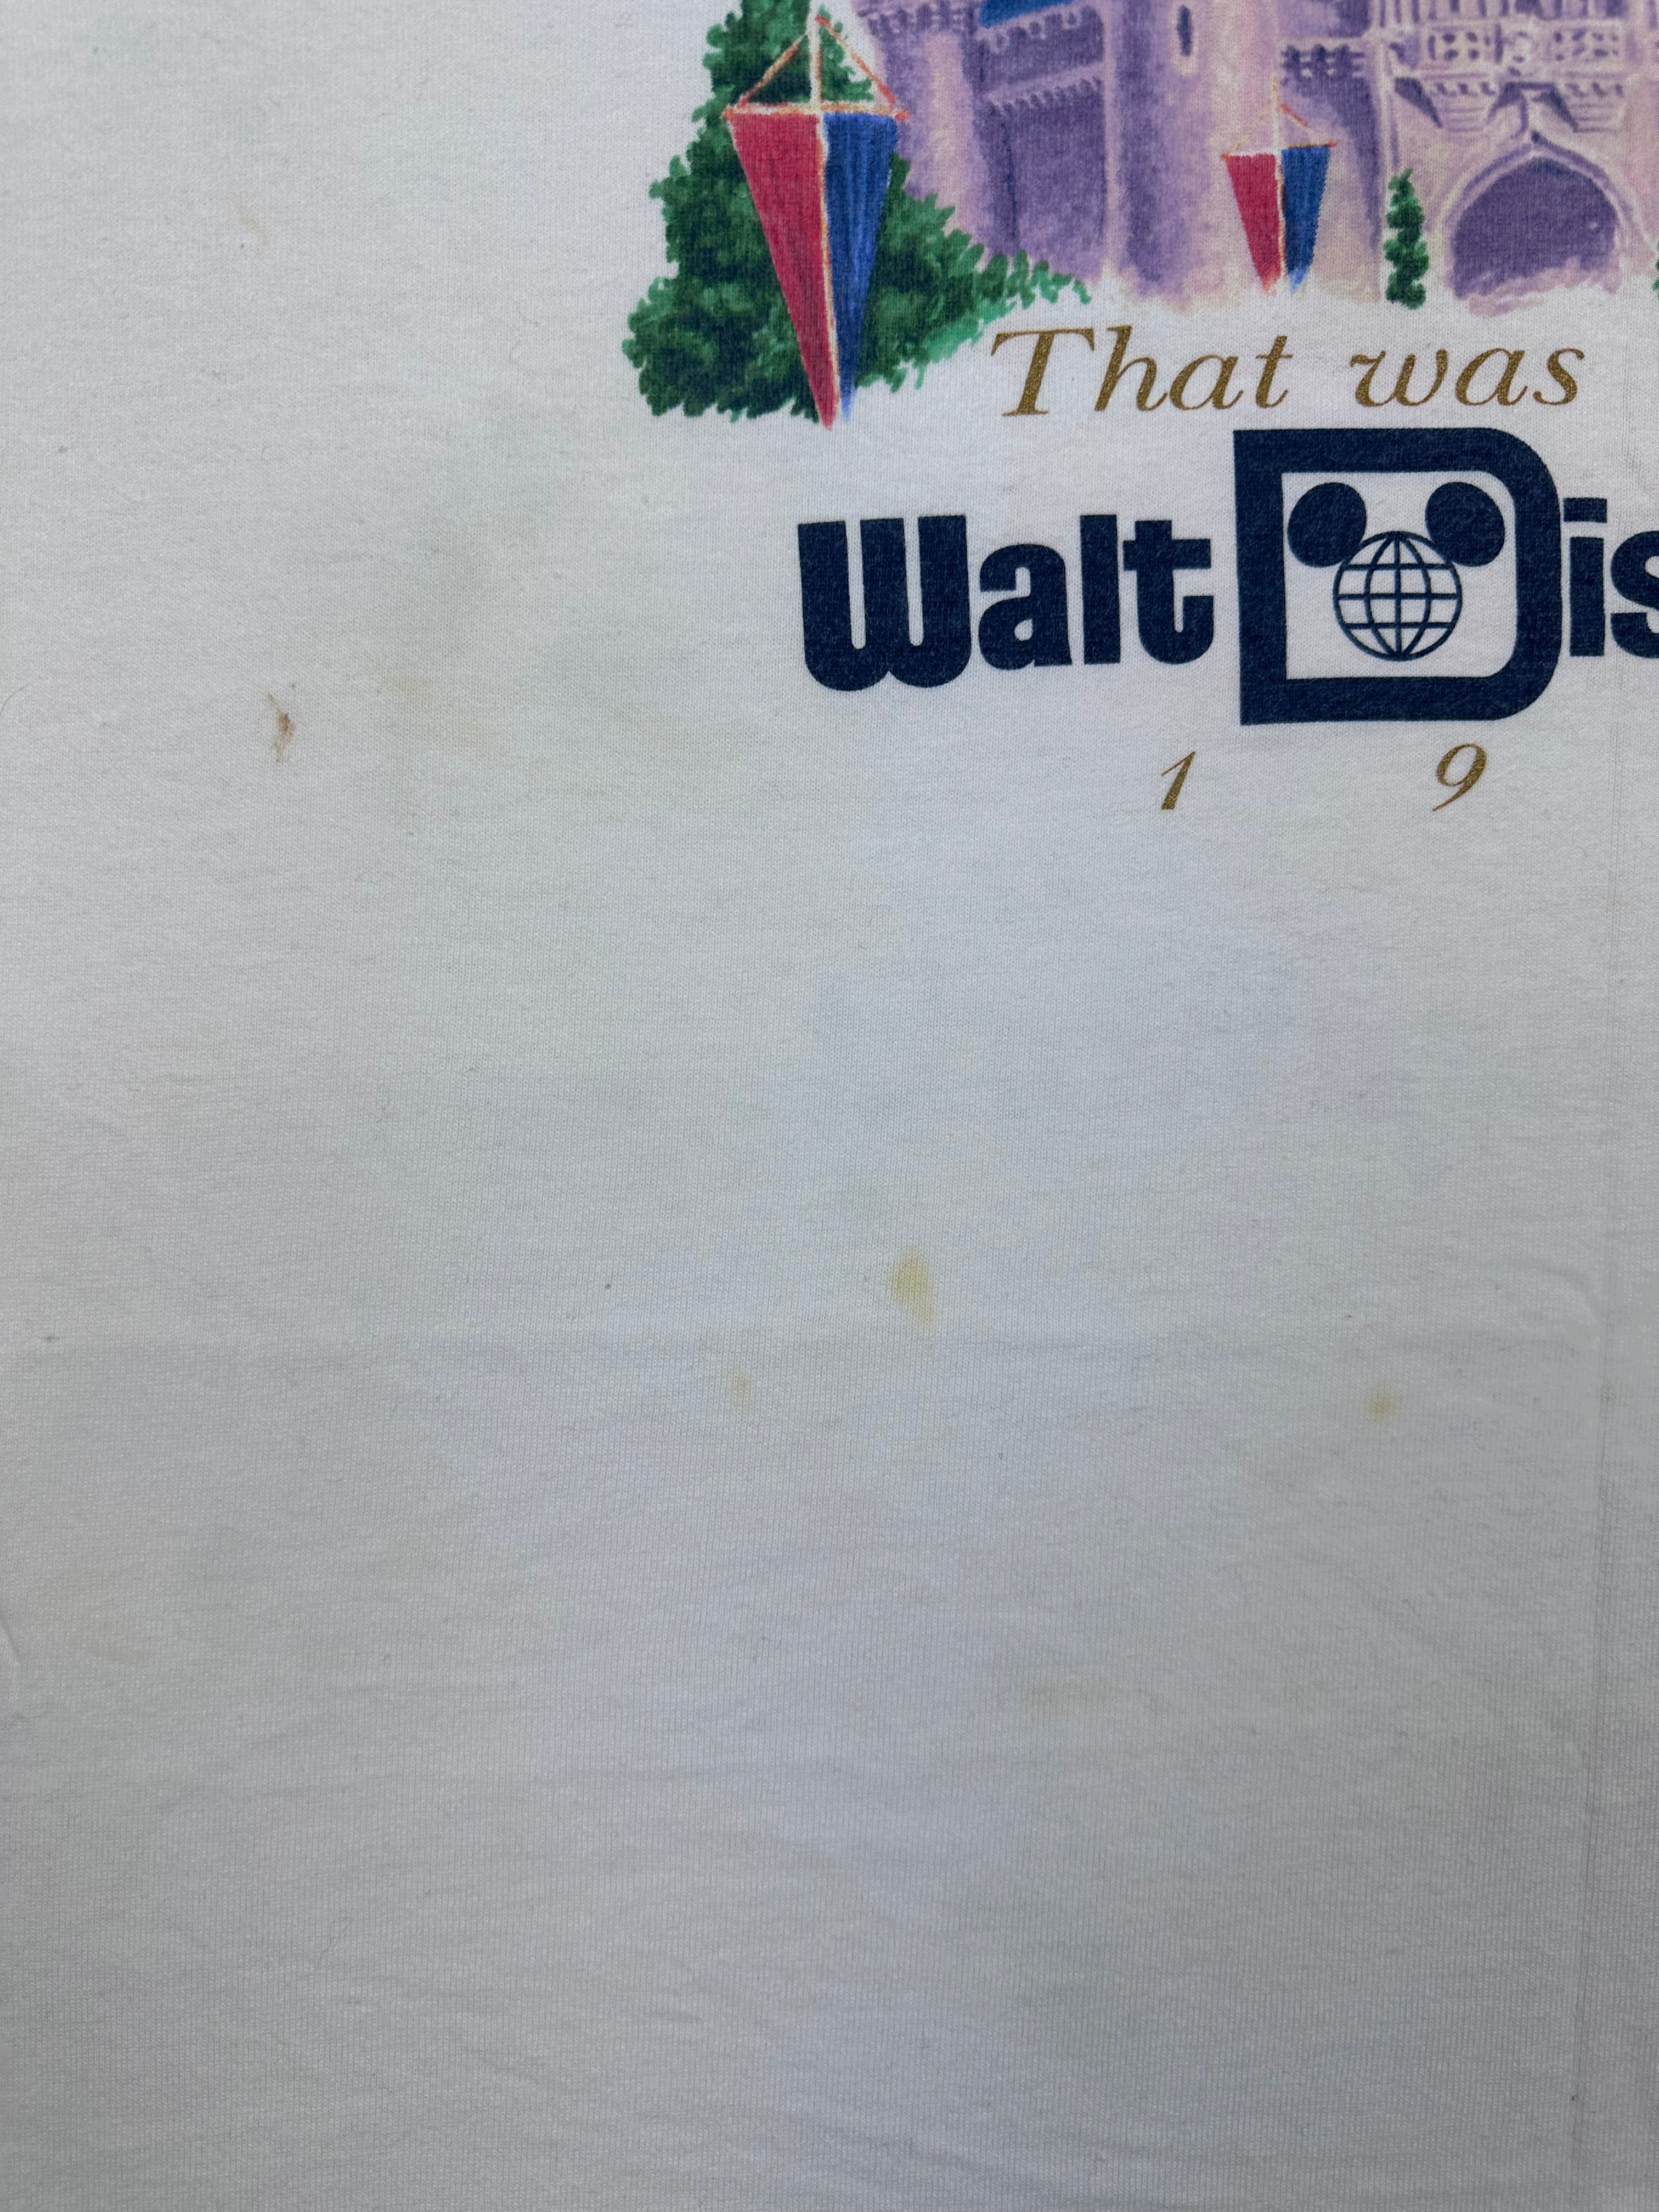 That was
Walt Dis
1 9